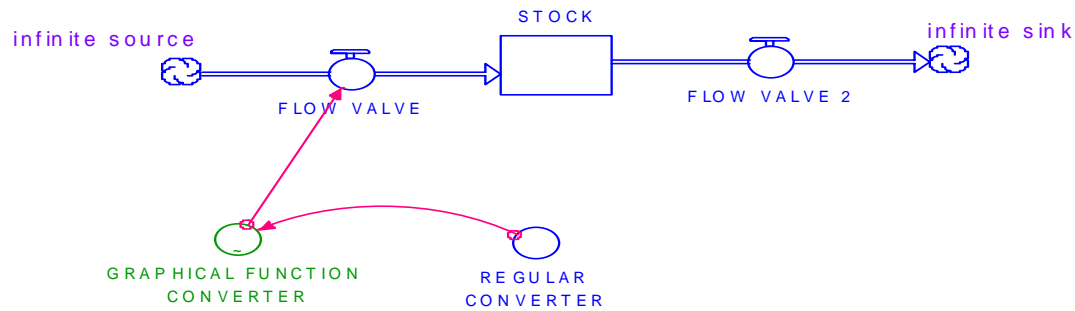 STOCK
infinite source
infinite sink
FLOW VALVE
FLOW VALVE 2
~
GRAPHICAL FUNCTION
CONVERTER
REGULAR
CONVERTER